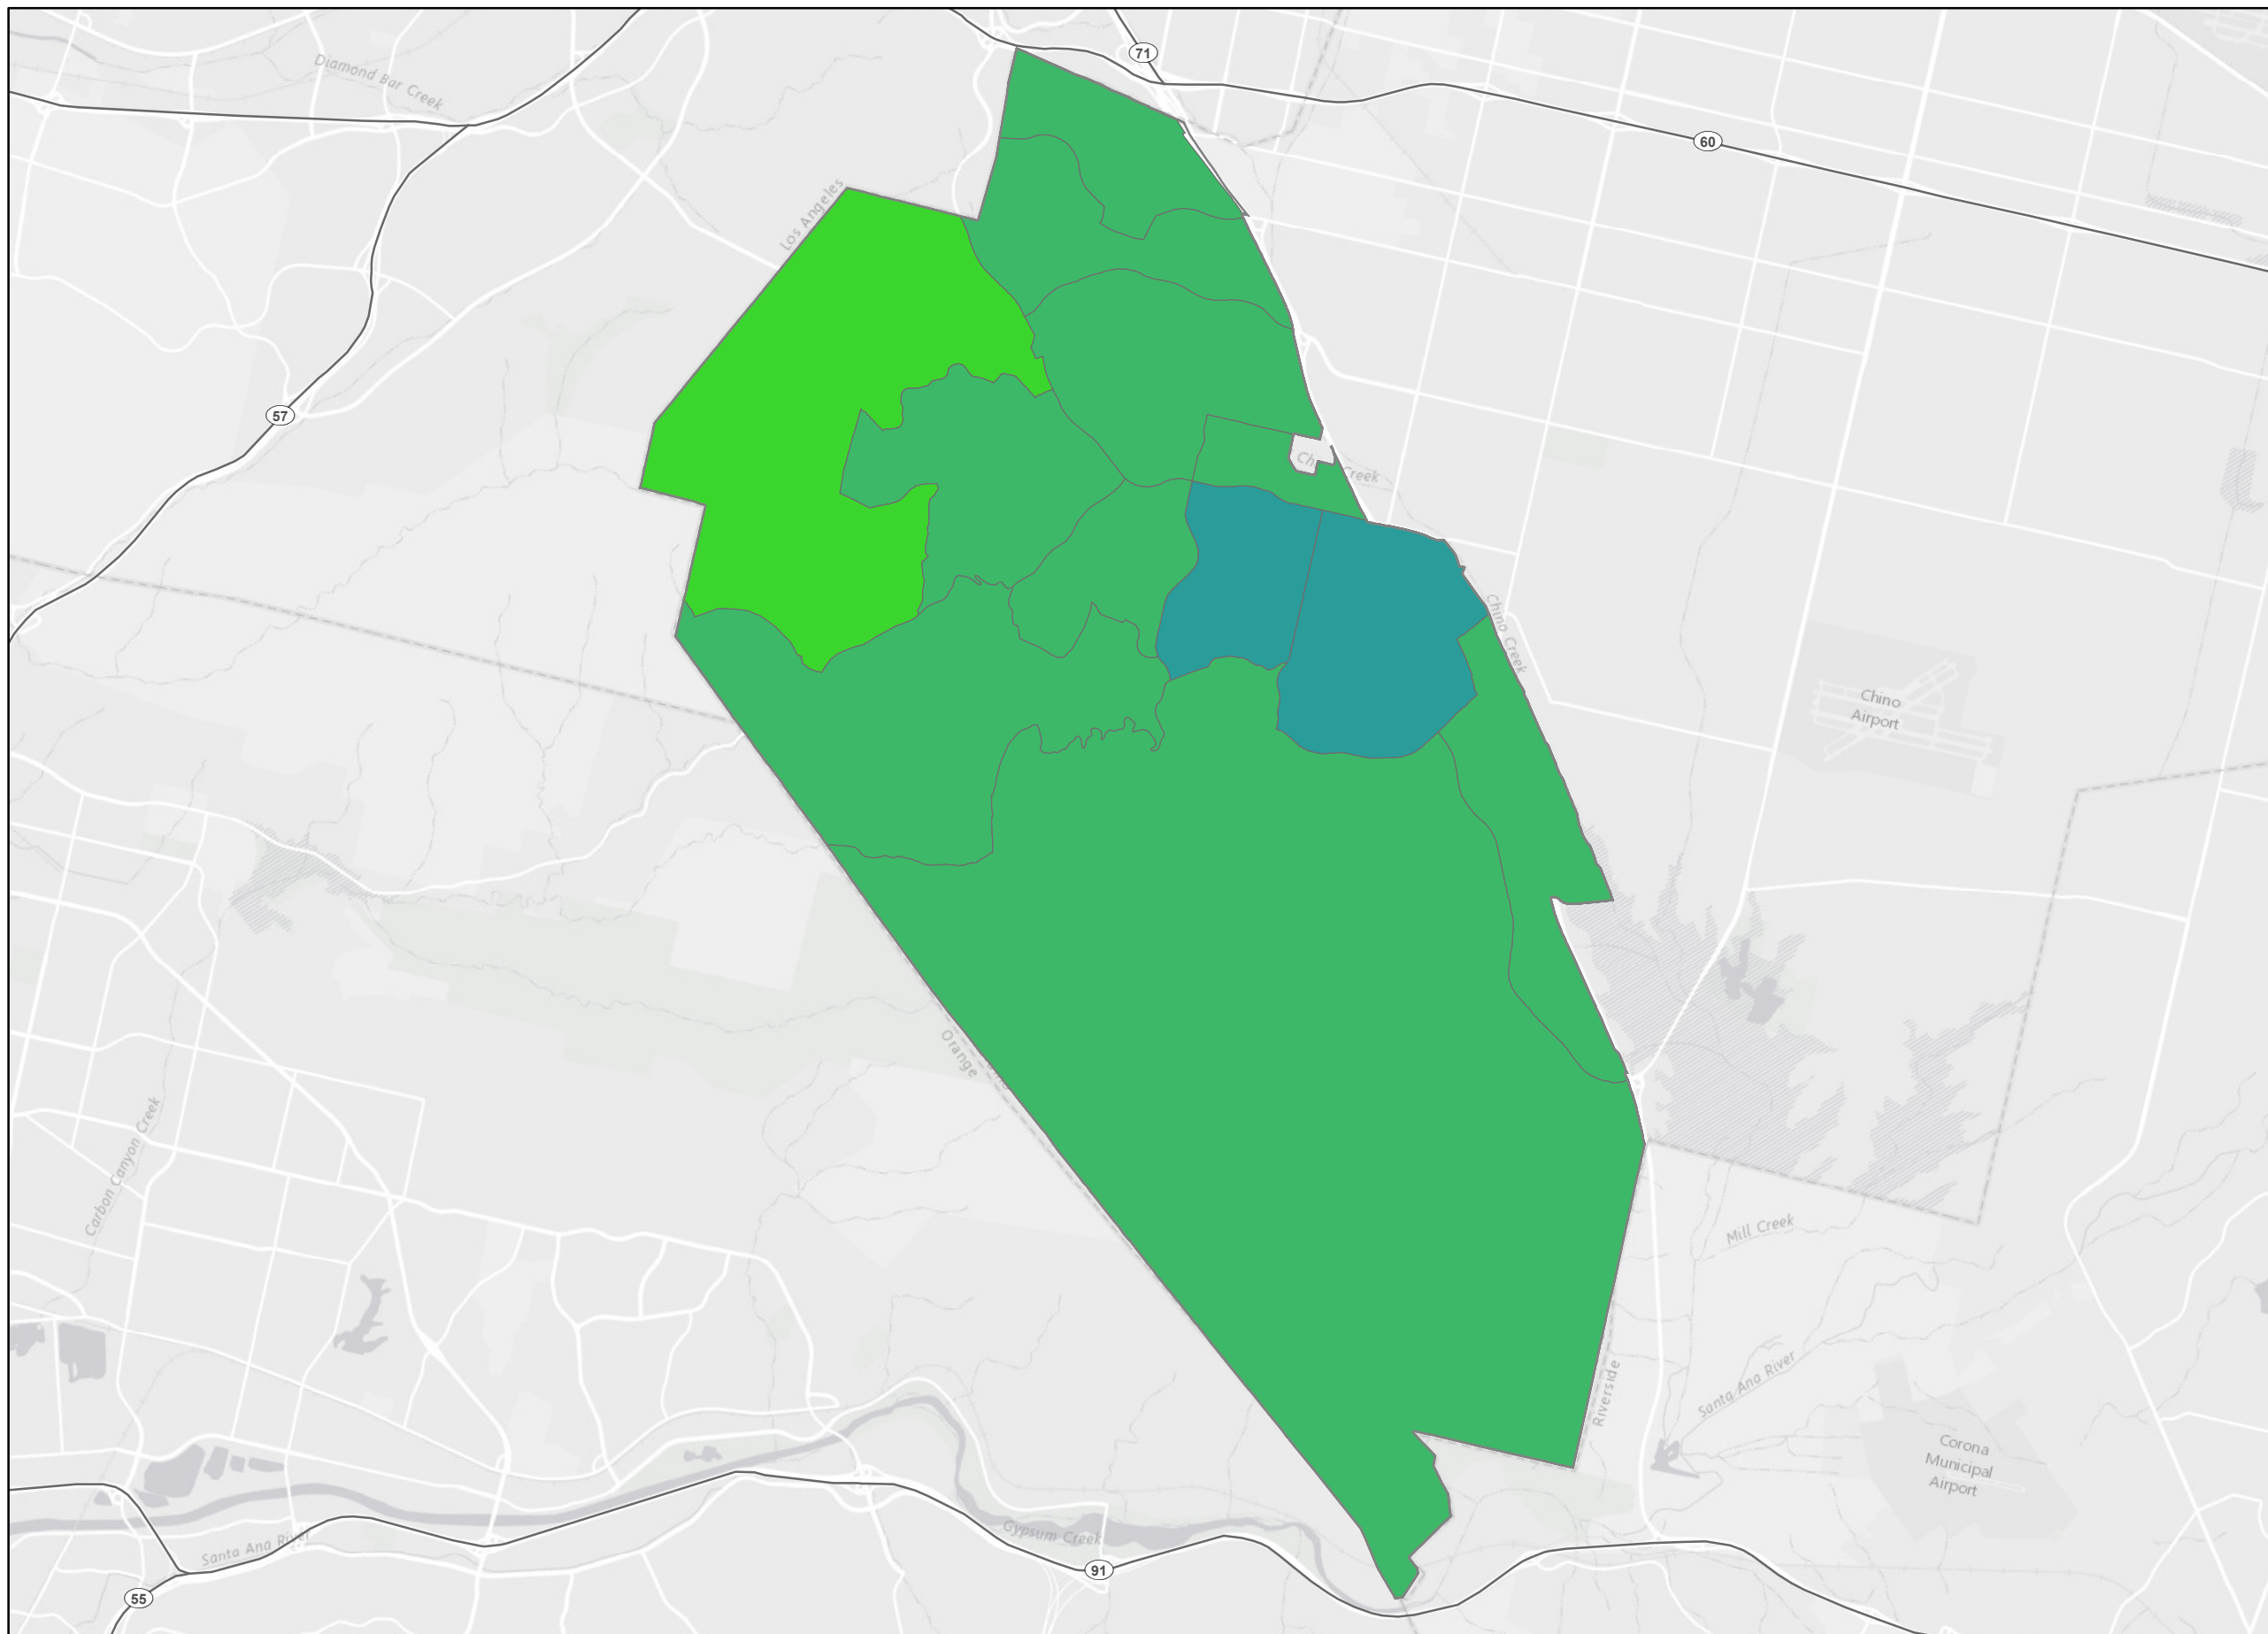 71
Diamond Bar Creek
60
Los Angeles
57
Creek
Chino Creek
Chino
Airport
Orange
Carbon Canyon Creek
Mill Creek
Santa Ana River
Riverside
Corona
Municipal
Airport
Gypsum Creek
Santa Ana River
91
55